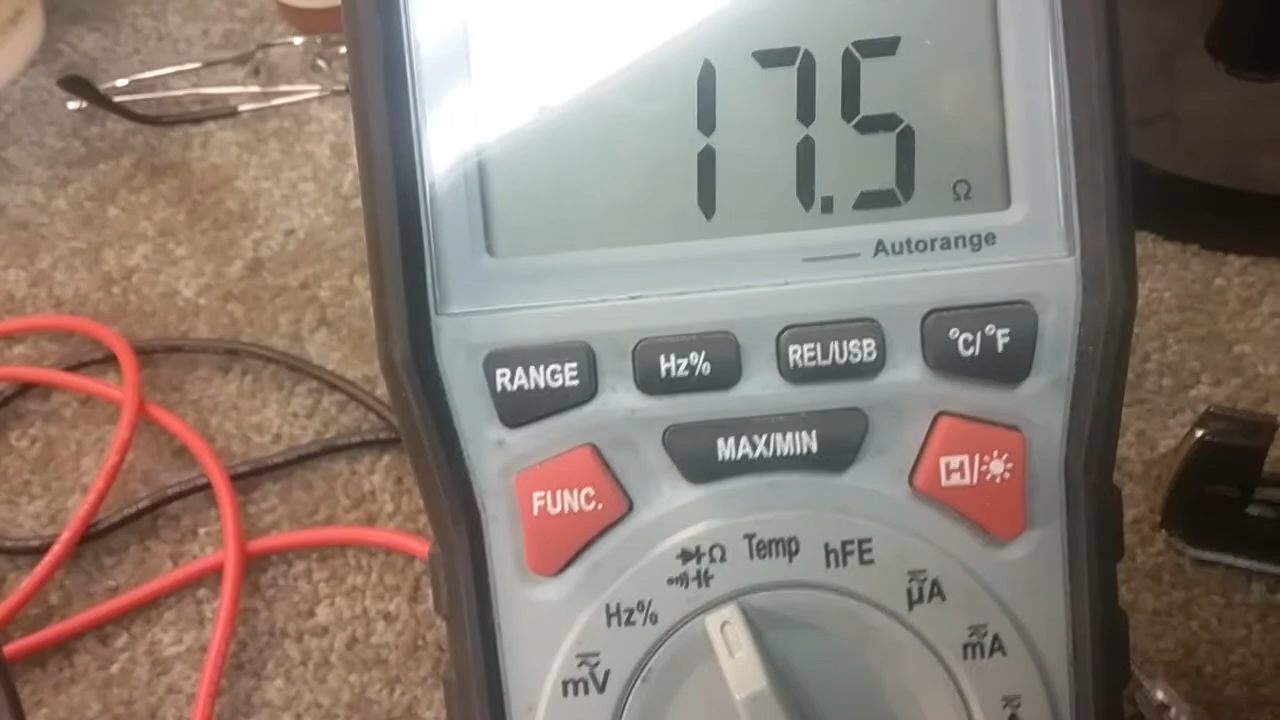 17.5
Ω
Autorange
RANGE
Hz%
REL/USB
°C/°F
MAX/MIN
FUNC.
H/
Ω
Temp
hFE
Hz%
µA
mV
mA